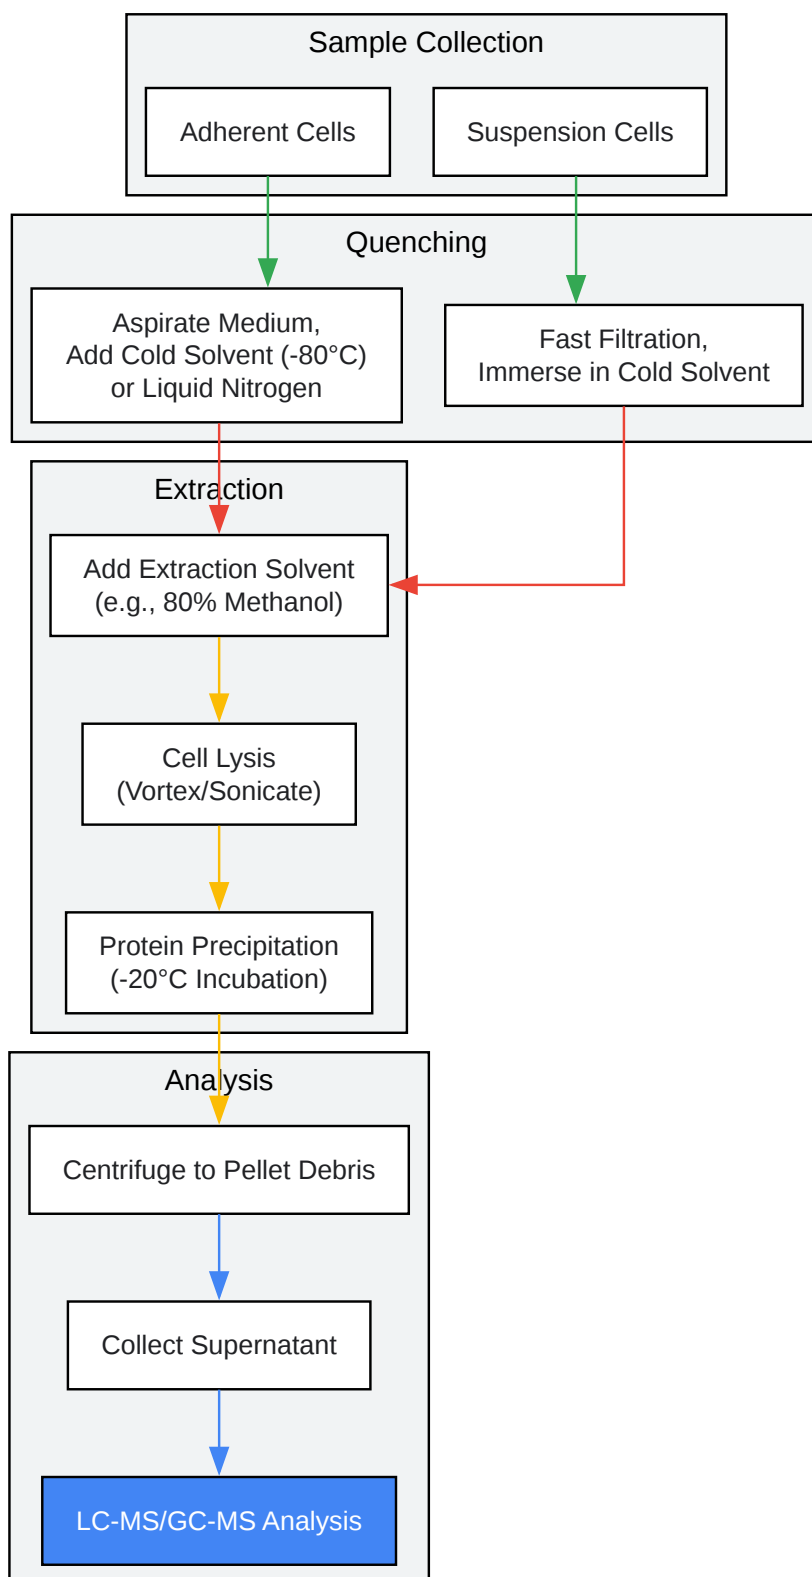 Sample Collection
Adherent Cells
Suspension Cells
Quenching
Aspirate Medium,
Add Cold Solvent (-80°C)
or Liquid Nitrogen
Fast Filtration,
Immerse in Cold Solvent
Extraction
Add Extraction Solvent
(e.g., 80% Methanol)
Cell Lysis
(Vortex/Sonicate)
Protein Precipitation
(-20°C Incubation)
Analysis
Centrifuge to Pellet Debris
Collect Supernatant
LC-MS/GC-MS Analysis